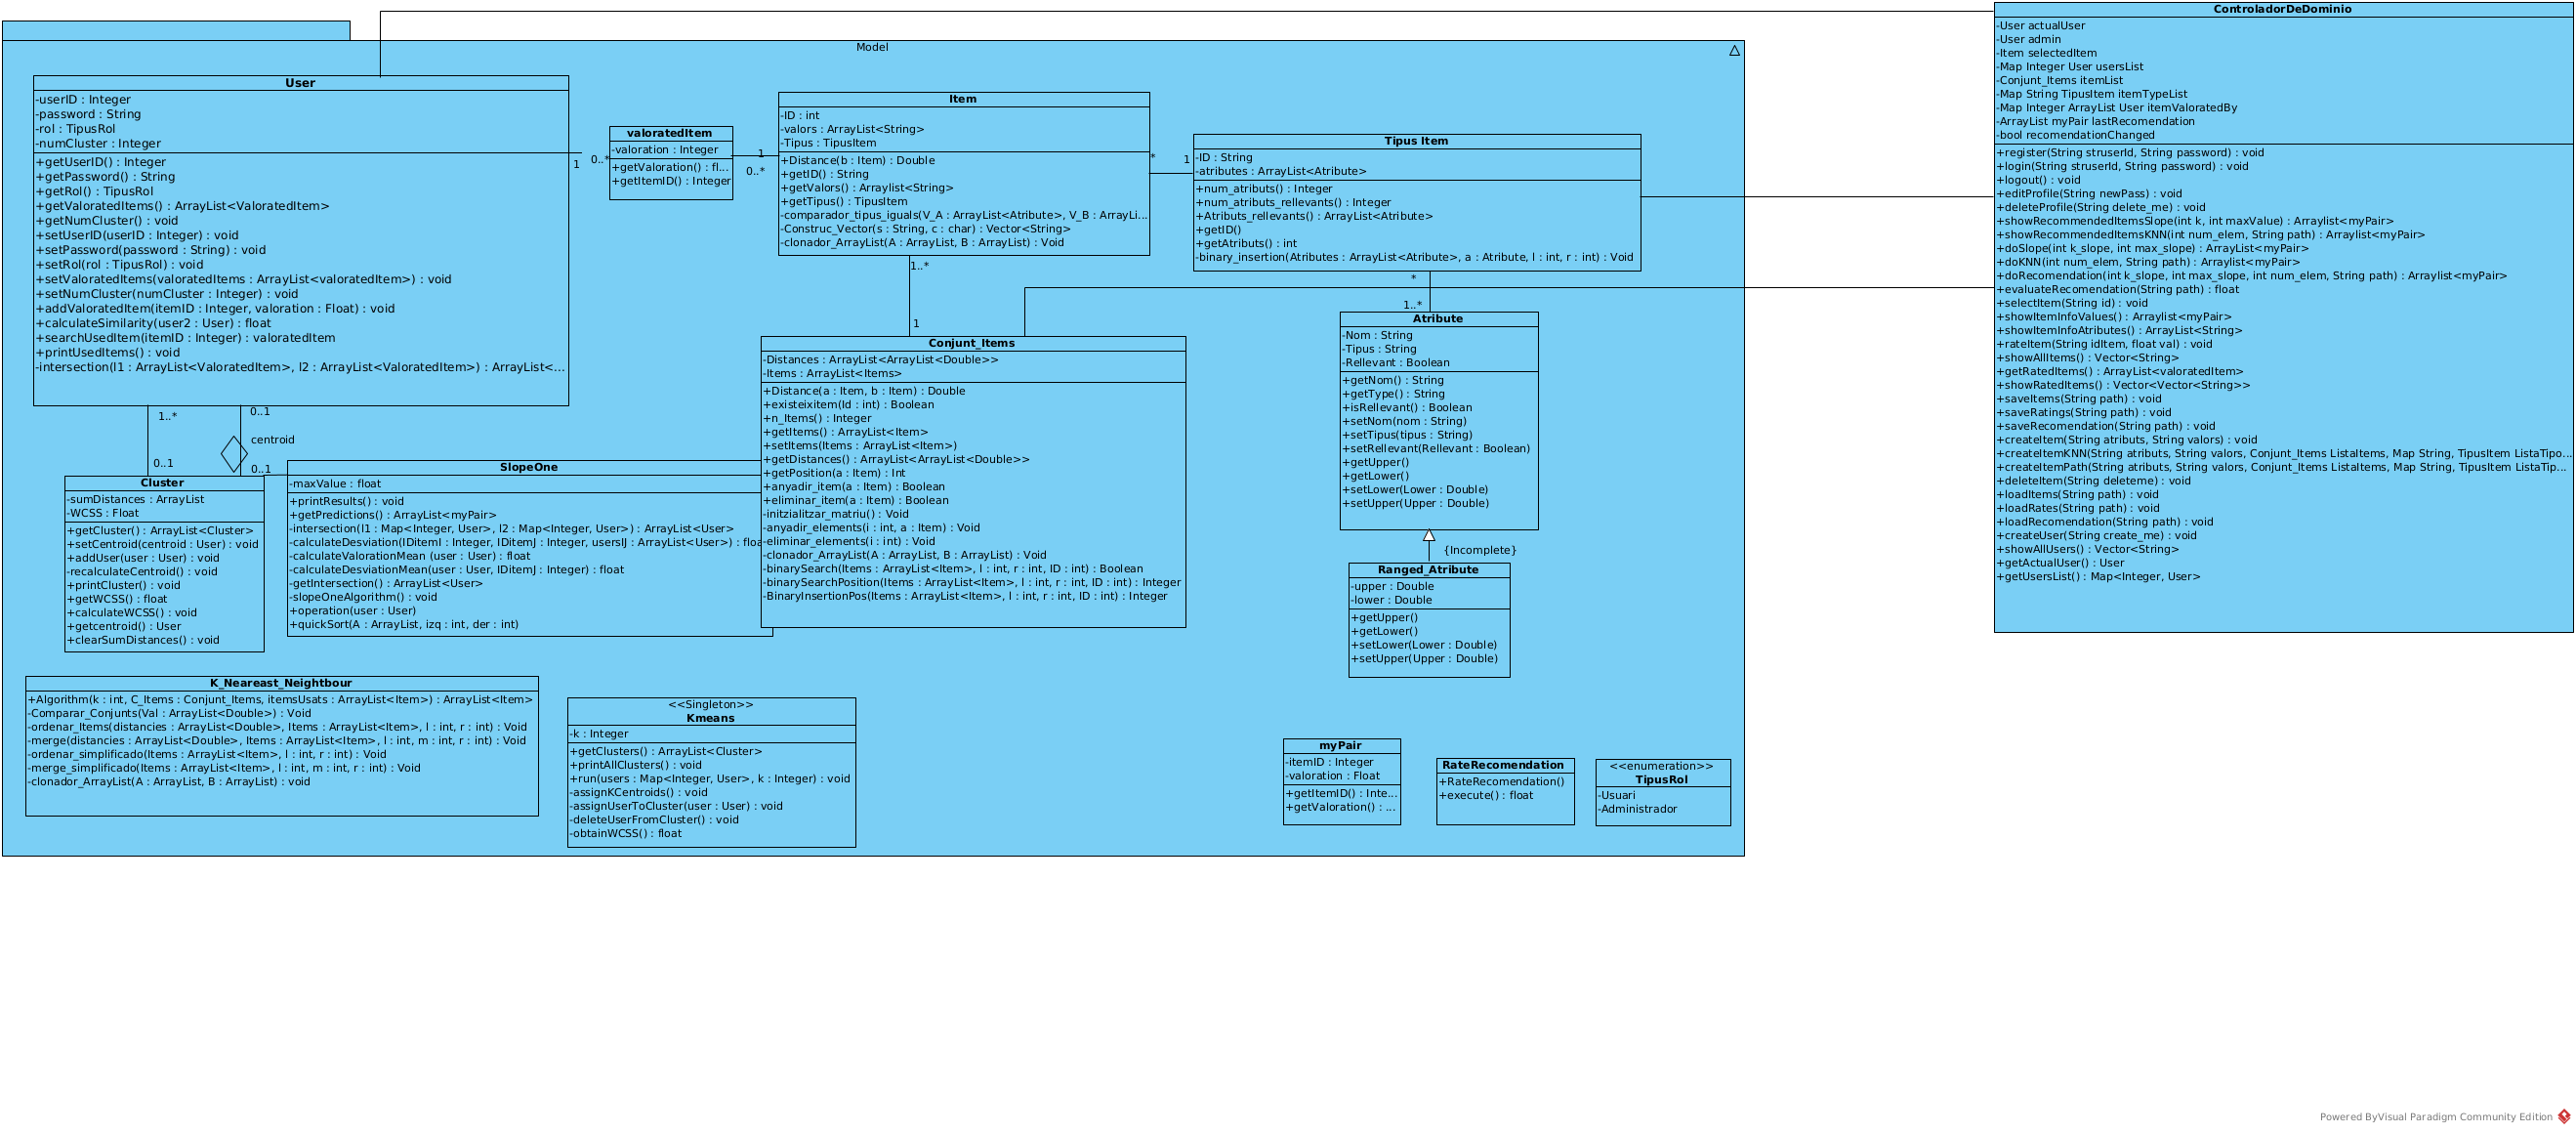 Model
User
-userID : Integer
-password : String
-rol : TipusRol
-numCluster : Integer
+getUserID() : Integer
+getPassword() : String
+getRol() : TipusRol
+getValoratedItems() : ArrayList<ValoratedItem>
+getNumCluster() : void
+setUserID(userID : Integer) : void
+setPassword(password : String) : void
+setRol(rol : TipusRol) : void
+setValoratedItems(valoratedItems : ArrayList<valoratedItem>) : void
+setNumCluster(numCluster : Integer) : void
+addValoratedItem(itemID : Integer, valoration : Float) : void
+calculateSimilarity(user2 : User) : float
+searchUsedItem(itemID : Integer) : valoratedItem
+printUsedItems() : void
-intersection(l1 : ArrayList<ValoratedItem>, l2 : ArrayList<ValoratedItem>) : ArrayList<...
1
0..*
valoratedItem
-valoration : Integer
+getValoration() : fl...
+getItemID() : Integer
1
0..*
Item
-ID : int
-valors : ArrayList<String>
-Tipus : TipusItem
+Distance(b : Item) : Double
+getID() : String
+getValors() : Arraylist<String>
+getTipus() : TipusItem
-comparador_tipus_iguals(V_A : ArrayList<Atribute>, V_B : ArrayLi...
-Construc_Vector(s : String, c : char) : Vector<String>
-clonador_ArrayList(A : ArrayList, B : ArrayList) : Void
*
1
Tipus Item
-ID : String
-atributes : ArrayList<Atribute>
+num_atributs() : Integer
+num_atributs_rellevants() : Integer
+Atributs_rellevants() : ArrayList<Atribute>
+getID()
+getAtributs() : int
-binary_insertion(Atributes : ArrayList<Atribute>, a : Atribute, l : int, r : int) : Void
*
1..*
Atribute
-Nom : String
-Tipus : String
-Rellevant : Boolean
+getNom() : String
+getType() : String
+isRellevant() : Boolean
+setNom(nom : String)
+setTipus(tipus : String)
+setRellevant(Rellevant : Boolean)
+getUpper()
+getLower()
+setLower(Lower : Double)
+setUpper(Upper : Double)
{Incomplete}
Ranged_Atribute
-upper : Double
-lower : Double
+getUpper()
+getLower()
+setLower(Lower : Double)
+setUpper(Upper : Double)
1..*
1
Conjunt_Items
-Distances : ArrayList<ArrayList<Double>>
-Items : ArrayList<Items>
+Distance(a : Item, b : Item) : Double
+existeixitem(Id : int) : Boolean
+n_Items() : Integer
+getItems() : ArrayList<Item>
+setItems(Items : ArrayList<Item>)
+getDistances() : ArrayList<ArrayList<Double>>
+getPosition(a : Item) : Int
+anyadir_item(a : Item) : Boolean
+eliminar_item(a : Item) : Boolean
-initzialitzar_matriu() : Void
-anyadir_elements(i : int, a : Item) : Void
-eliminar_elements(i : int) : Void
-clonador_ArrayList(A : ArrayList, B : ArrayList) : Void
-binarySearch(Items : ArrayList<Item>, l : int, r : int, ID : int) : Boolean
-binarySearchPosition(Items : ArrayList<Item>, l : int, r : int, ID : int) : Integer
-BinaryInsertionPos(Items : ArrayList<Item>, l : int, r : int, ID : int) : Integer
1..*
0..1
0..1
centroid
0..1
Cluster
-sumDistances : ArrayList
-WCSS : Float
+getCluster() : ArrayList<Cluster>
+setCentroid(centroid : User) : void
+addUser(user : User) : void
-recalculateCentroid() : void
+printCluster() : void
+getWCSS() : float
+calculateWCSS() : void
+getcentroid() : User
+clearSumDistances() : void
SlopeOne
-maxValue : float
+printResults() : void
+getPredictions() : ArrayList<myPair>
-intersection(l1 : Map<Integer, User>, l2 : Map<Integer, User>) : ArrayList<User>
-calculateDesviation(IDitemI : Integer, IDitemJ : Integer, usersIJ : ArrayList<User>) : floa
-calculateValorationMean (user : User) : float
-calculateDesviationMean(user : User, IDitemJ : Integer) : float
-getIntersection() : ArrayList<User>
-slopeOneAlgorithm() : void
+operation(user : User)
+quickSort(A : ArrayList, izq : int, der : int)
K_Neareast_Neightbour
+Algorithm(k : int, C_Items : Conjunt_Items, itemsUsats : ArrayList<Item>) : ArrayList<Item>
-Comparar_Conjunts(Val : ArrayList<Double>) : Void
-ordenar_Items(distancies : ArrayList<Double>, Items : ArrayList<Item>, l : int, r : int) : Void
-merge(distancies : ArrayList<Double>, Items : ArrayList<Item>, l : int, m : int, r : int) : Void
-ordenar_simplificado(Items : ArrayList<Item>, l : int, r : int) : Void
-merge_simplificado(Items : ArrayList<Item>, l : int, m : int, r : int) : Void
-clonador_ArrayList(A : ArrayList, B : ArrayList) : void
<<Singleton>>
Kmeans
-k : Integer
+getClusters() : ArrayList<Cluster>
+printAllClusters() : void
+run(users : Map<Integer, User>, k : Integer) : void
-assignKCentroids() : void
-assignUserToCluster(user : User) : void
-deleteUserFromCluster() : void
-obtainWCSS() : float
myPair
-itemID : Integer
-valoration : Float
+getItemID() : Inte...
+getValoration() : ...
RateRecomendation
+RateRecomendation()
+execute() : float
<<enumeration>>
TipusRol
-Usuari
-Administrador
ControladorDeDominio
-User actualUser
-User admin
-Item selectedItem
-Map Integer User usersList
-Conjunt_Items itemList
-Map String TipusItem itemTypeList
-Map Integer ArrayList User itemValoratedBy
-ArrayList myPair lastRecomendation
-bool recomendationChanged
+register(String struserId, String password) : void
+login(String struserId, String password) : void
+logout() : void
+editProfile(String newPass) : void
+deleteProfile(String delete_me) : void
+showRecommendedItemsSlope(int k, int maxValue) : Arraylist<myPair>
+showRecommendedItemsKNN(int num_elem, String path) : Arraylist<myPair>
+doSlope(int k_slope, int max_slope) : ArrayList<myPair>
+doKNN(int num_elem, String path) : Arraylist<myPair>
+doRecomendation(int k_slope, int max_slope, int num_elem, String path) : Arraylist<myPair>
+evaluateRecomendation(String path) : float
+selectItem(String id) : void
+showItemInfoValues() : Arraylist<myPair>
+showItemInfoAtributes() : ArrayList<String>
+rateItem(String idItem, float val) : void
+showAllItems() : Vector<String>
+getRatedItems() : ArrayList<valoratedItem>
+showRatedItems() : Vector<Vector<String>>
+saveItems(String path) : void
+saveRatings(String path) : void
+saveRecomendation(String path) : void
+createItem(String atributs, String valors) : void
+createItemKNN(String atributs, String valors, Conjunt_Items ListaItems, Map String, TipusItem ListaTipo...
+createItemPath(String atributs, String valors, Conjunt_Items ListaItems, Map String, TipusItem ListaTip...
+deleteItem(String deleteme) : void
+loadItems(String path) : void
+loadRates(String path) : void
+loadRecomendation(String path) : void
+createUser(String create_me) : void
+showAllUsers() : Vector<String>
+getActualUser() : User
+getUsersList() : Map<Integer, User>
Powered ByVisual Paradigm Community Edition